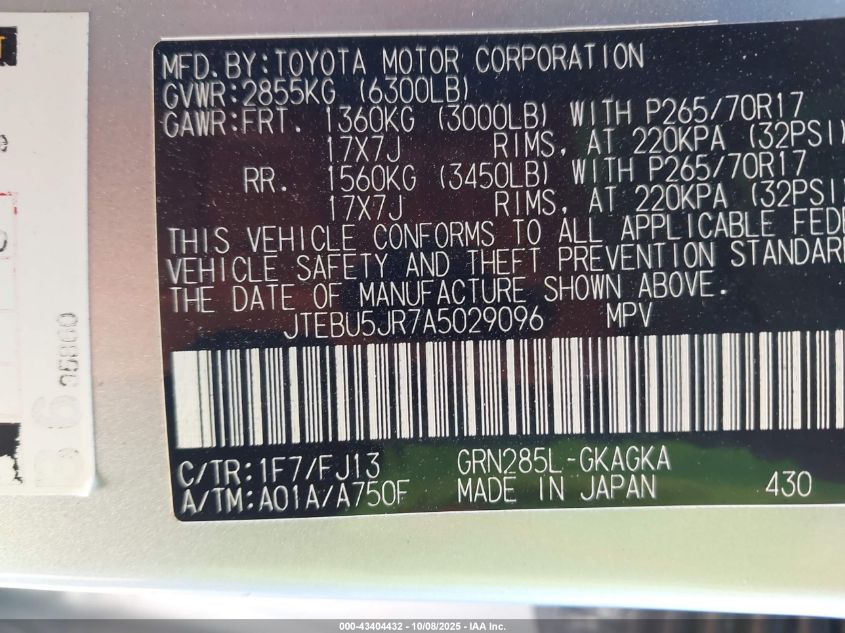 MFD.BY:TOYOTA MOTOR CORPORATION
GVWR:2855KG (6300LB)
GAWR:FRT. 1360KG (3000LB) WITH P265/70R17
17X7J RIMS, AT 220KPA (32PSI)
RR. 1560KG (3450LB) WITH P265/70R17
17X7J RIMS, AT 220KPA (32PSI)
THIS VEHICLE CONFORMS TO ALL APPLICABLE FEDE
VEHICLE SAFETY AND THEFT PREVENTION STANDAR
THE DATE OF MANUFACTURE SHOWN ABOVE.
JTEBU5JR7A5029096 MPV
C/TR:1F7/FJ13 GRN285L-GKAGKA
A/TM:A01A/A750F MADE IN JAPAN 430
000-43404432 - 10/08/2025 - IAA Inc.